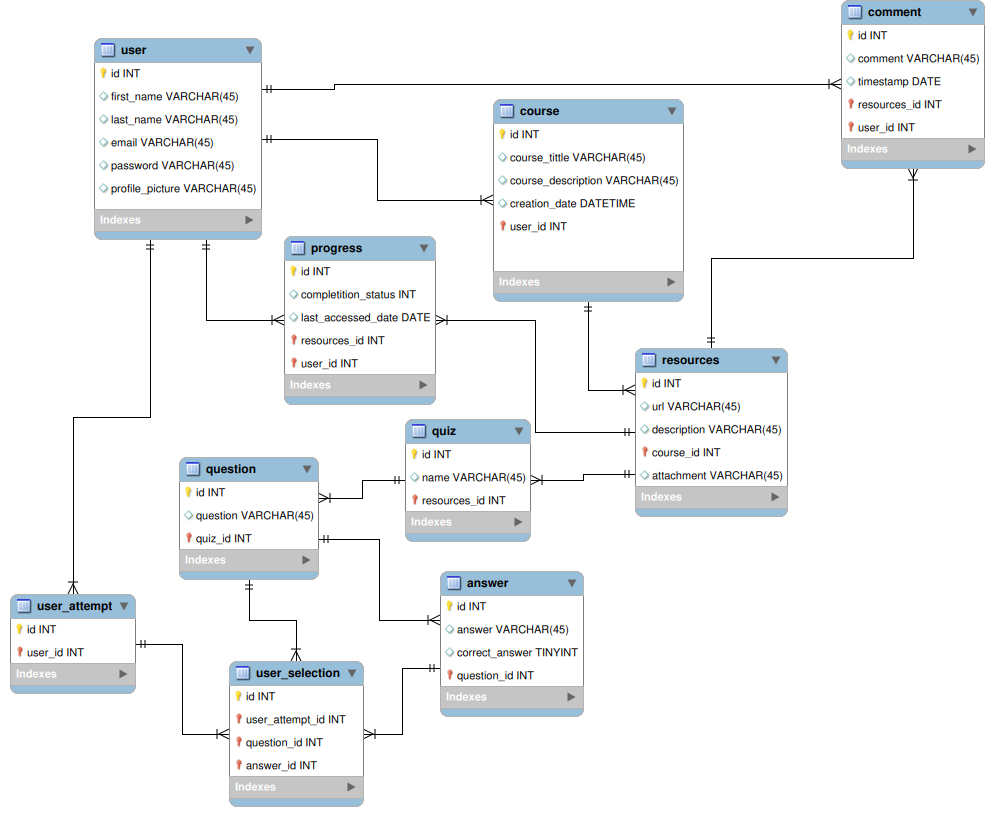 user
id INT
first_name VARCHAR(45)
last_name VARCHAR(45)
email VARCHAR(45)
password VARCHAR(45)
profile_picture VARCHAR(45)
Indexes
comment
id INT
comment VARCHAR(45)
timestamp DATE
resources_id INT
user_id INT
Indexes
course
id INT
course_tittle VARCHAR(45)
course_description VARCHAR(45)
creation_date DATETIME
user_id INT
Indexes
progress
id INT
completition_status INT
last_accessed_date DATE
resources_id INT
user_id INT
Indexes
resources
id INT
url VARCHAR(45)
description VARCHAR(45)
course_id INT
attachment VARCHAR(45)
Indexes
quiz
id INT
name VARCHAR(45)
resources_id INT
Indexes
question
id INT
question VARCHAR(45)
quiz_id INT
Indexes
answer
id INT
answer VARCHAR(45)
correct_answer TINYINT
question_id INT
Indexes
user_attempt
id INT
user_id INT
Indexes
user_selection
id INT
user_attempt_id INT
question_id INT
answer_id INT
Indexes